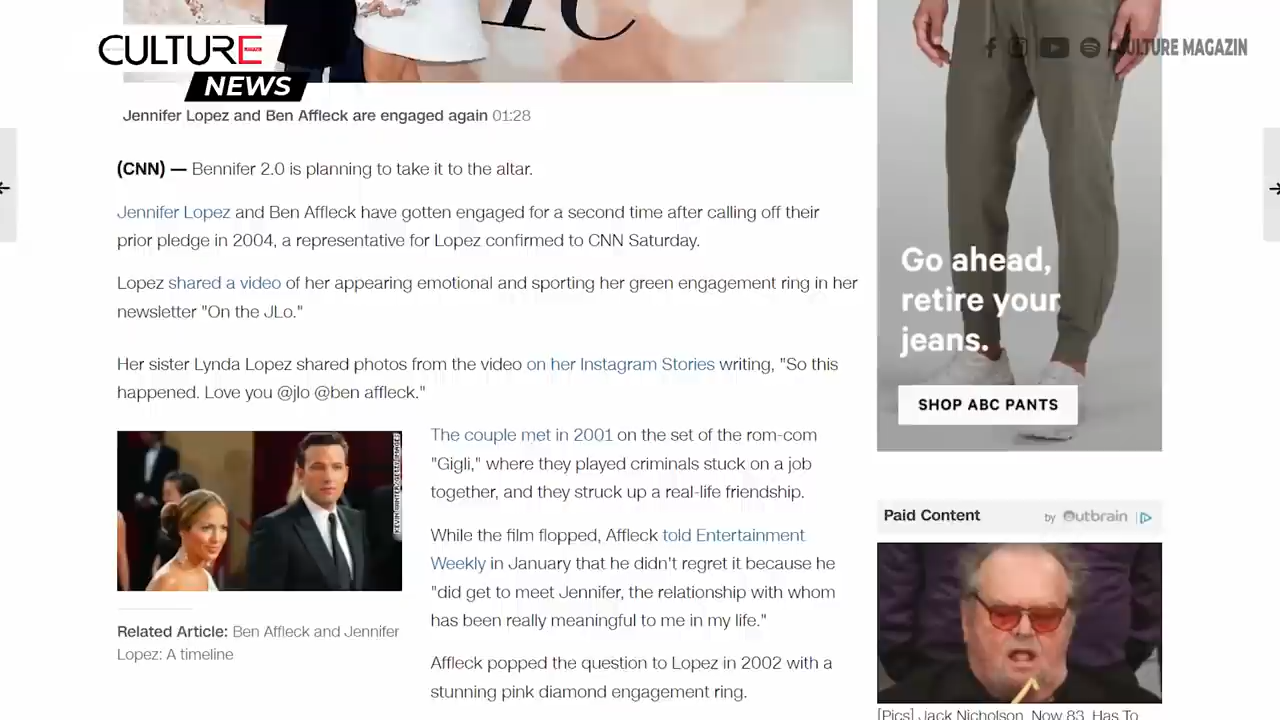 CULTURE
NEWS
CULTURE MAGAZIN
Jennifer Lopez and Ben Affleck are engaged again 01:28
(CNN) — Bennifer 2.0 is planning to take it to the altar.
Jennifer Lopez and Ben Affleck have gotten engaged for a second time after calling off their
prior pledge in 2004, a representative for Lopez confirmed to CNN Saturday.
Lopez shared a video of her appearing emotional and sporting her green engagement ring in her
newsletter "On the JLo."
Her sister Lynda Lopez shared photos from the video on her Instagram Stories writing, "So this
happened. Love you @jlo @ben affleck."
The couple met in 2001 on the set of the rom-com
"Gigli," where they played criminals stuck on a job
together, and they struck up a real-life friendship.
While the film flopped, Affleck told Entertainment
Weekly in January that he didn't regret it because he
"did get to meet Jennifer, the relationship with whom
has been really meaningful to me in my life."
Affleck popped the question to Lopez in 2002 with a
stunning pink diamond engagement ring.
KEVIN WINTER/GETTY IMAGES
Related Article: Ben Affleck and Jennifer
Lopez: A timeline
Go ahead,
retire your
jeans.
SHOP ABC PANTS
Paid Content
by Outbrain
[Pics] Jack Nicholson, Now 83, Has To